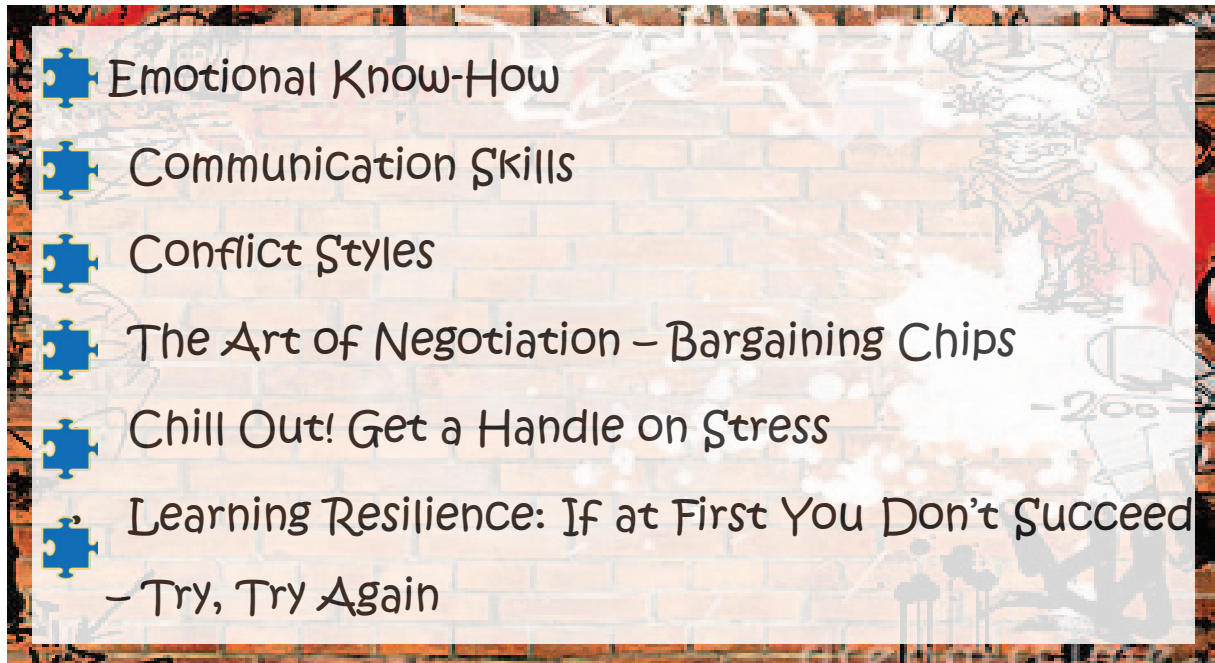 Emotional Know-How
Communication Skills
Conflict Styles
The Art of Negotiation – Bargaining Chips
Chill Out! Get a Handle on Stress
Learning Resilience: If at First You Don't Succeed
– Try, Try Again
-200-